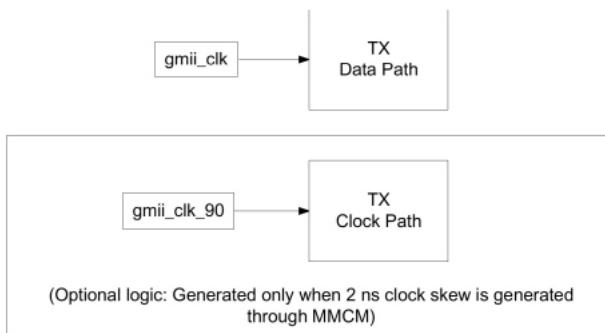 gmii_clk
TX
Data Path
gmii_clk_90
TX
Clock Path
(Optional logic: Generated only when 2 ns clock skew is generated
through MMCM)